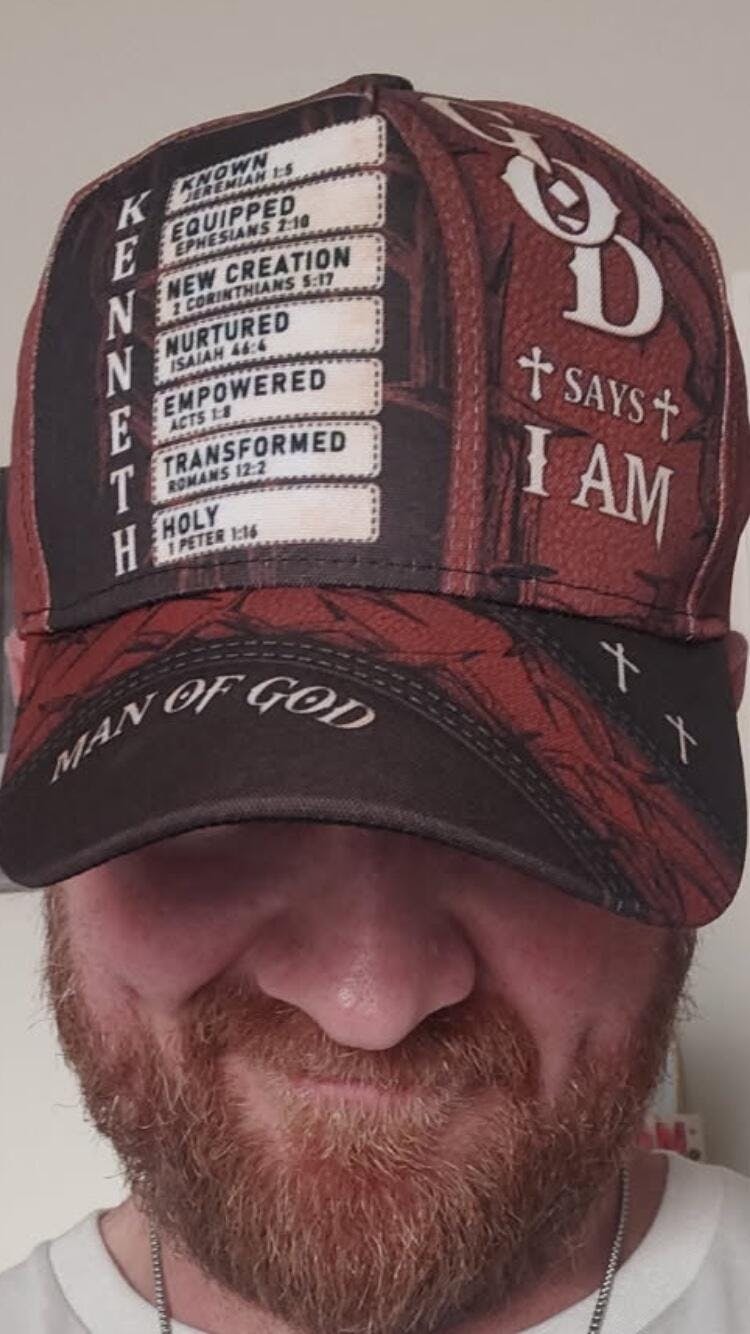 KENNETH
KNOWN
JEREMIAH 1:5
EQUIPPED
EPHESIANS 2:10
NEW CREATION
2 CORINTHIANS 5:17
NURTURED
ISAIAH 46:4
EMPOWERED
ACTS 1:8
TRANSFORMED
ROMANS 12:2
HOLY
1 PETER 1:16
GOD
SAYS
I AM
MAN OF GOD